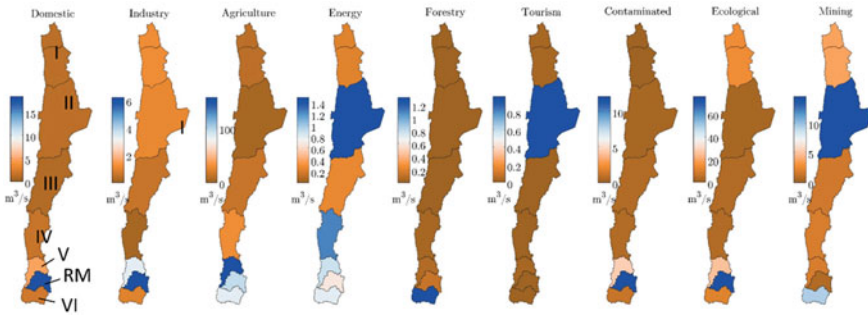 Domestic Industry Agriculture Energy Forestry Tourism Contaminated Ecological Mining
I
II
III
IV
V
RM
VI
15
10
5
0
m³/s
6
4
2
I
m³/s
100
0
m³/s
1.4
1.2
1
0.8
0.6
0.4
0.2
m³/s
1.2
1
0.8
0.6
0.4
0.2
m³/s
0.8
0.6
0.4
0.2
0
m³/s
10
5
0
m³/s
60
40
20
0
m³/s
10
5
0
m³/s